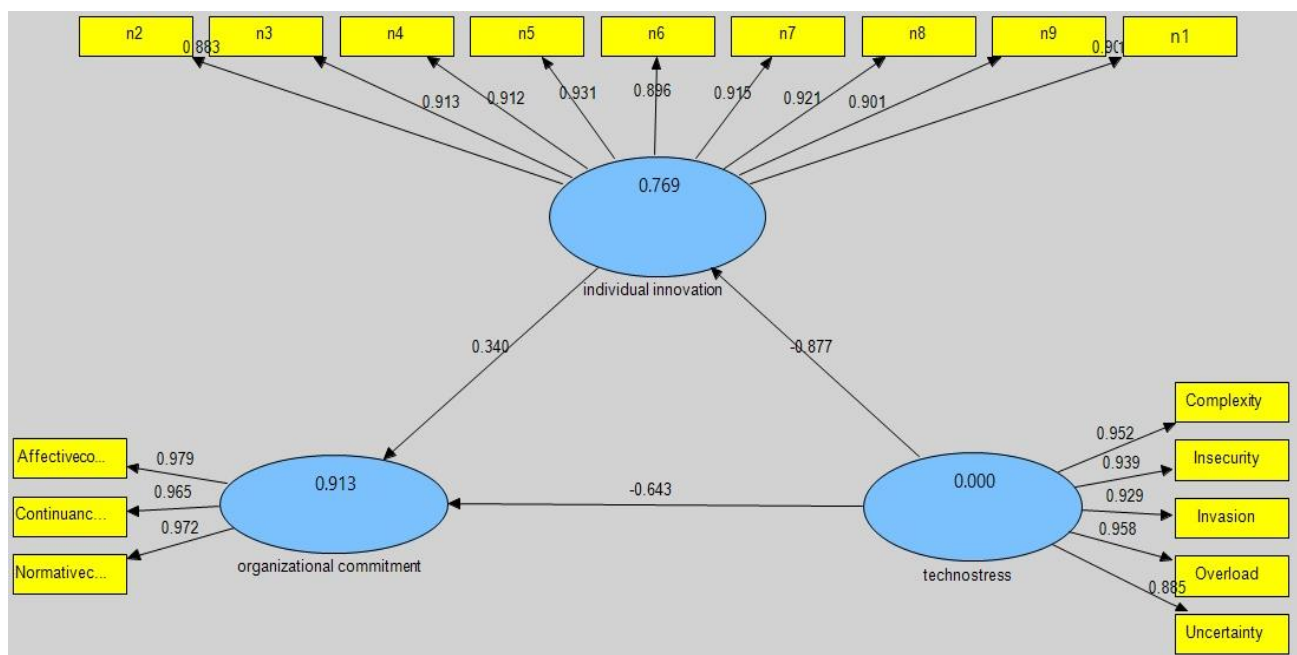 n2
n3
n4
n5
n6
n7
n8
n9
n1
0.883
0.913
0.912
0.931
0.896
0.915
0.921
0.901
0.901
0.769
individual innovation
0.340
-0.877
Affectiveco...
Continuanc...
Normativec...
0.979
0.965
0.972
0.913
organizational commitment
-0.643
0.000
technostress
0.952
0.939
0.929
0.958
0.885
Complexity
Insecurity
Invasion
Overload
Uncertainty